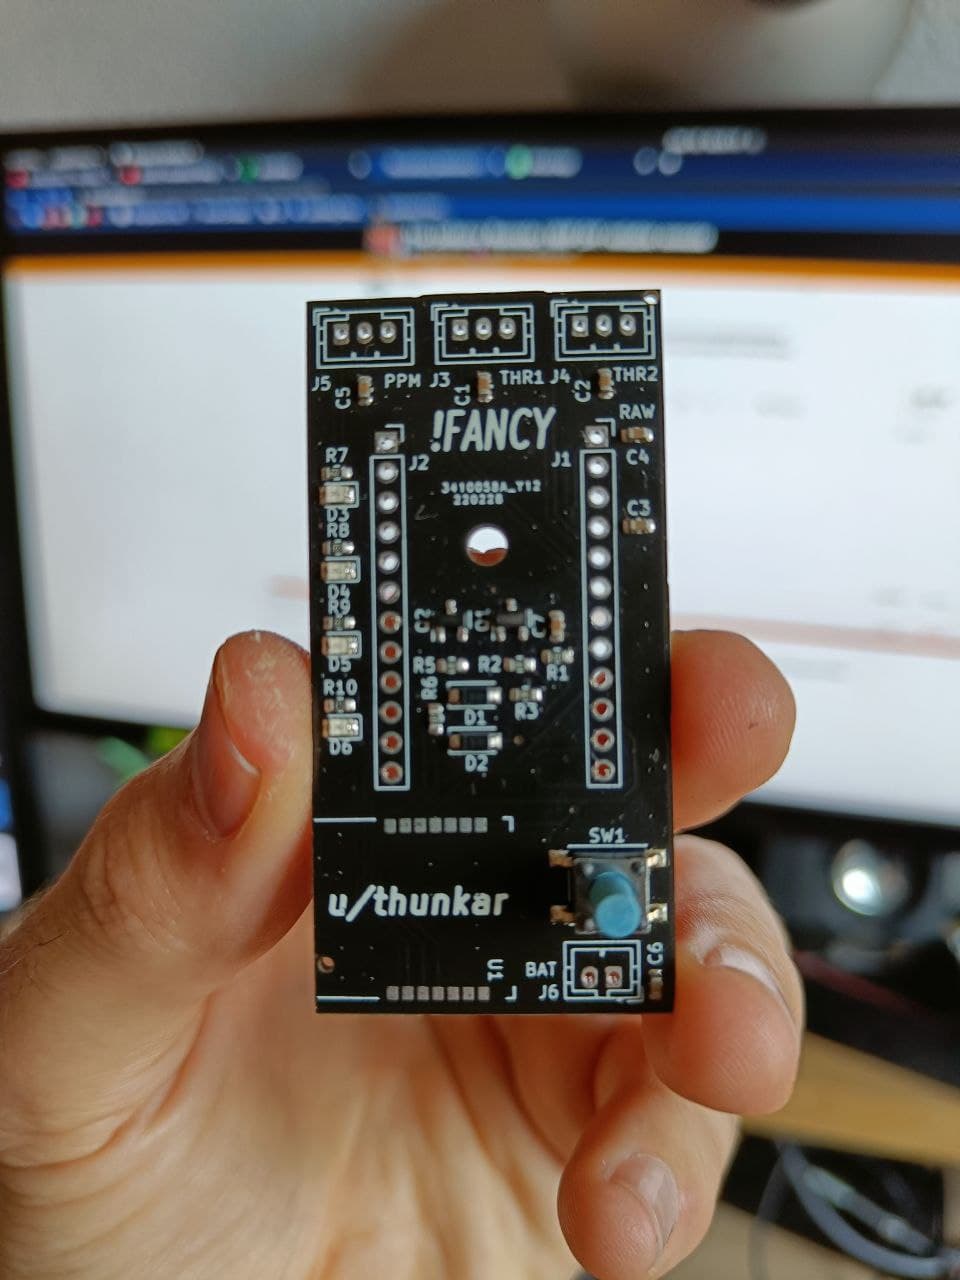 J5 C5 PPM J3 C1 THR1 J4 C2 THR2
!FANCY
RAW
C4
J2 J1
R7
3410058A_Y12
220228
D3
R8
C3
D4
R9
C7
D5
R5 R2 R1
R10 R6 R3
D1
D6
D2
SW1
u/thunkar
U1 BAT C6
J6